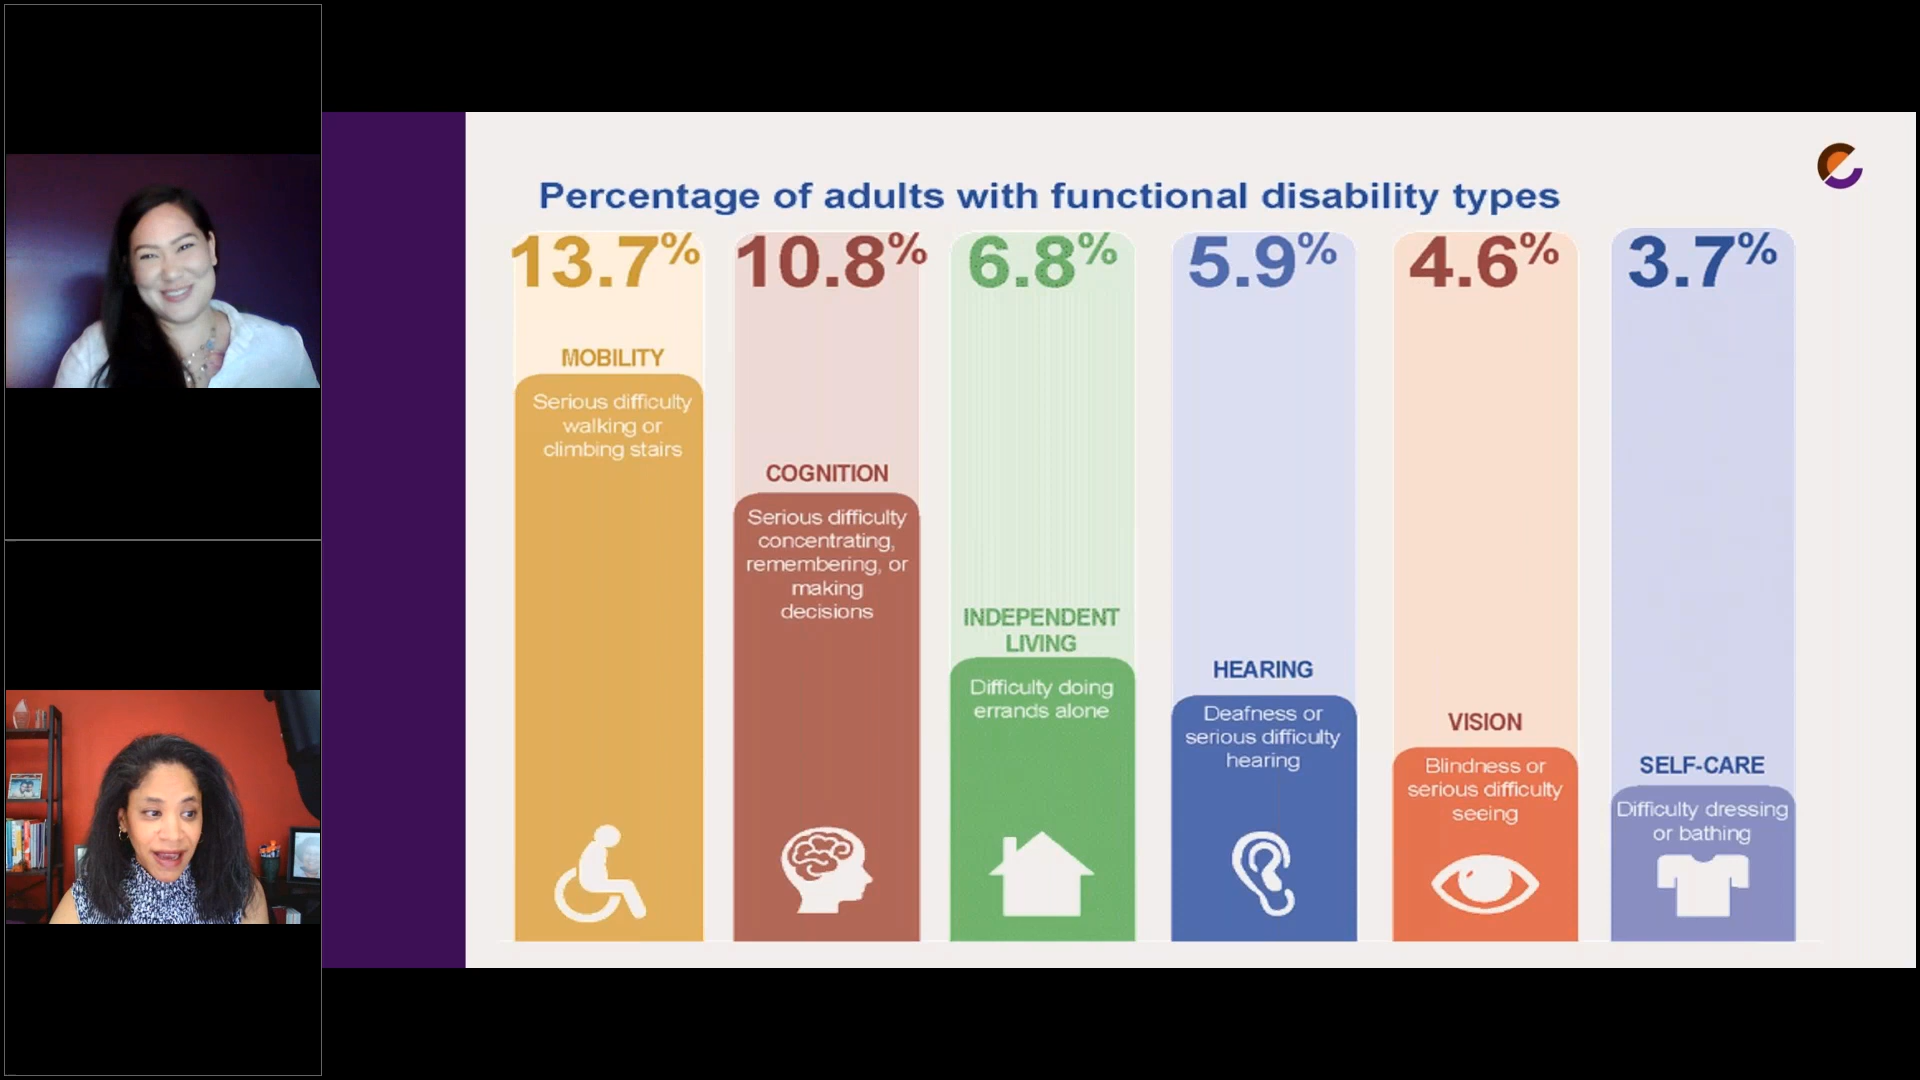 Percentage of adults with functional disability types
13.7%
MOBILITY
Serious difficulty
walking or
climbing stairs
10.8%
COGNITION
Serious difficulty
concentrating,
remembering, or
making
decisions
6.8%
INDEPENDENT
LIVING
Difficulty doing
errands alone
5.9%
HEARING
Deafness or
serious difficulty
hearing
4.6%
VISION
Blindness or
serious difficulty
seeing
3.7%
SELF-CARE
Difficulty dressing
or bathing